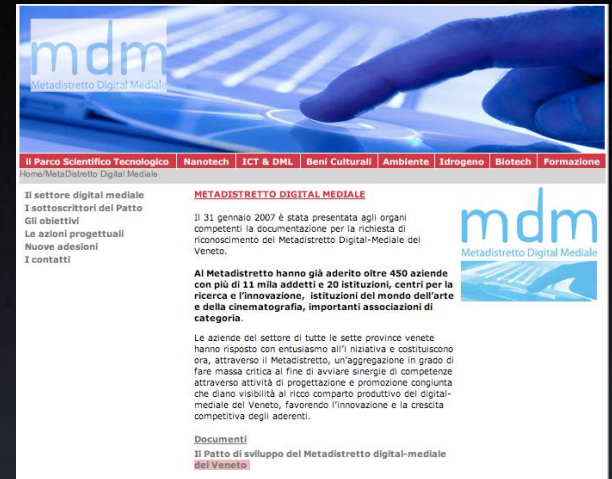 mdm
Metadistretto Digital Mediale
il Parco Scientifico Tecnologico Nanotech ICT & DML Beni Culturali Ambiente Idrogeno Biotech Formazione
Home/MetaDistretto Digital Mediale
Il settore digital mediale
I sottoscrittori del Patto
Gli obiettivi
Le azioni progettuali
Nuove adesioni
I contatti
METADISTRETTO DIGITAL MEDIALE
Il 31 gennaio 2007 è stata presentata agli organi
competenti la documentazione per la richiesta di
riconoscimento del Metadistretto Digital-Mediale del
Veneto.
Al Metadistretto hanno già aderito oltre 450 aziende
con più di 11 mila addetti e 20 istituzioni, centri per la
ricerca e l'innovazione, istituzioni del mondo dell'arte
e della cinematografia, importanti associazioni di
categoria.
Le aziende del settore di tutte le sette province venete
hanno risposto con entusiasmo all'i niziativa e costituiscono
ora, attraverso il Metadistretto, un'aggregazione in grado di
fare massa critica al fine di avviare sinergie di competenze
attraverso attività di progettazione e promozione congiunta
che diano visibilità al ricco comparto produttivo del digital-
mediale del Veneto, favorendo l'innovazione e la crescita
competitiva degli aderenti.
Documenti
Il Patto di sviluppo del Metadistretto digital-mediale
del Veneto
mdm
Metadistretto Digital Mediale